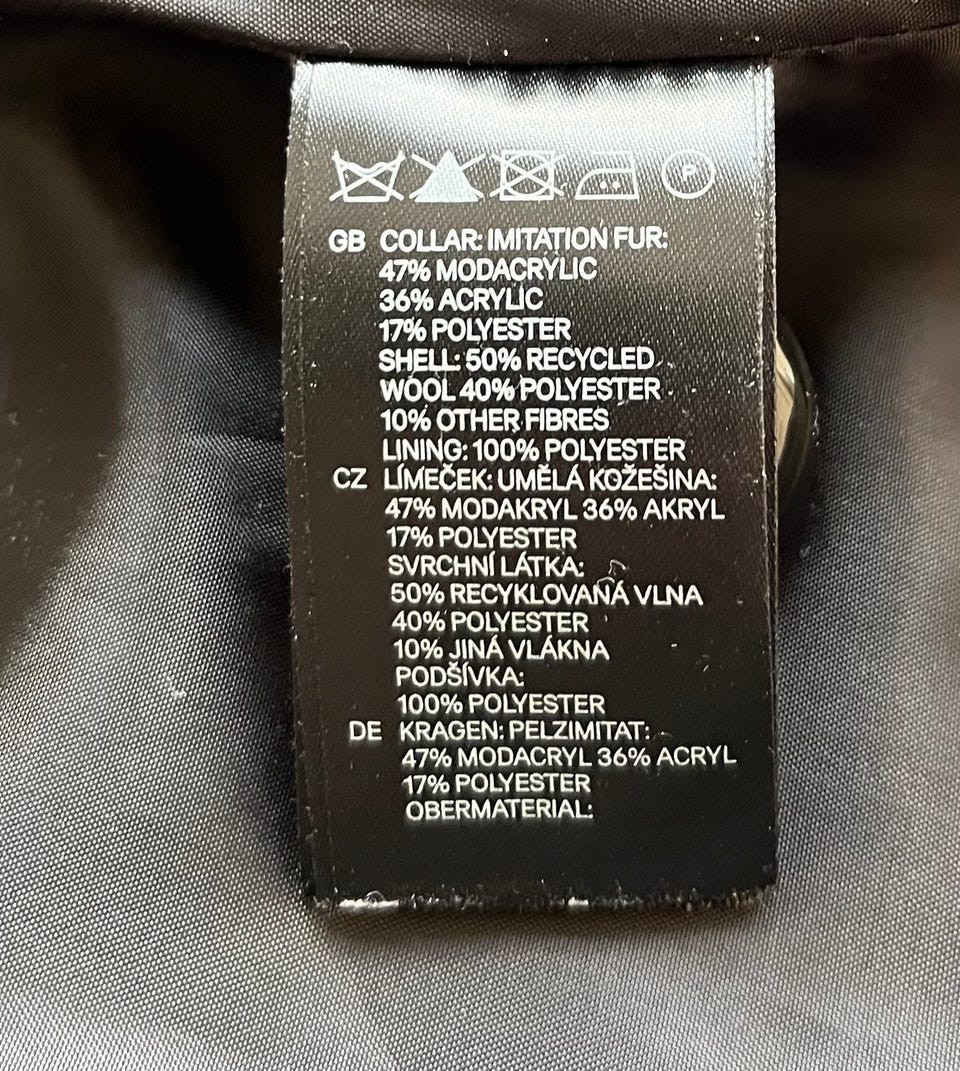 P
GB COLLAR: IMITATION FUR:
47% MODACRYLIC
36% ACRYLIC
17% POLYESTER
SHELL: 50% RECYCLED
WOOL 40% POLYESTER
10% OTHER FIBRES
LINING: 100% POLYESTER
CZ LÍMEČEK: UMĚLÁ KOŽEŠINA:
47% MODAKRYL 36% AKRYL
17% POLYESTER
SVRCHNÍ LÁTKA:
50% RECYKLOVANÁ VLNA
40% POLYESTER
10% JINÁ VLÁKNA
PODŠÍVKA:
100% POLYESTER
DE KRAGEN: PELZIMITAT:
47% MODACRYL 36% ACRYL
17% POLYESTER
OBERMATERIAL: